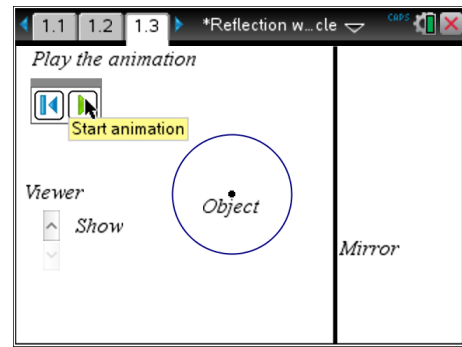 1.1 1.2 1.3 *Reflection w…cle CAPS
Play the animation
Start animation
Viewer
Object
Show
Mirror